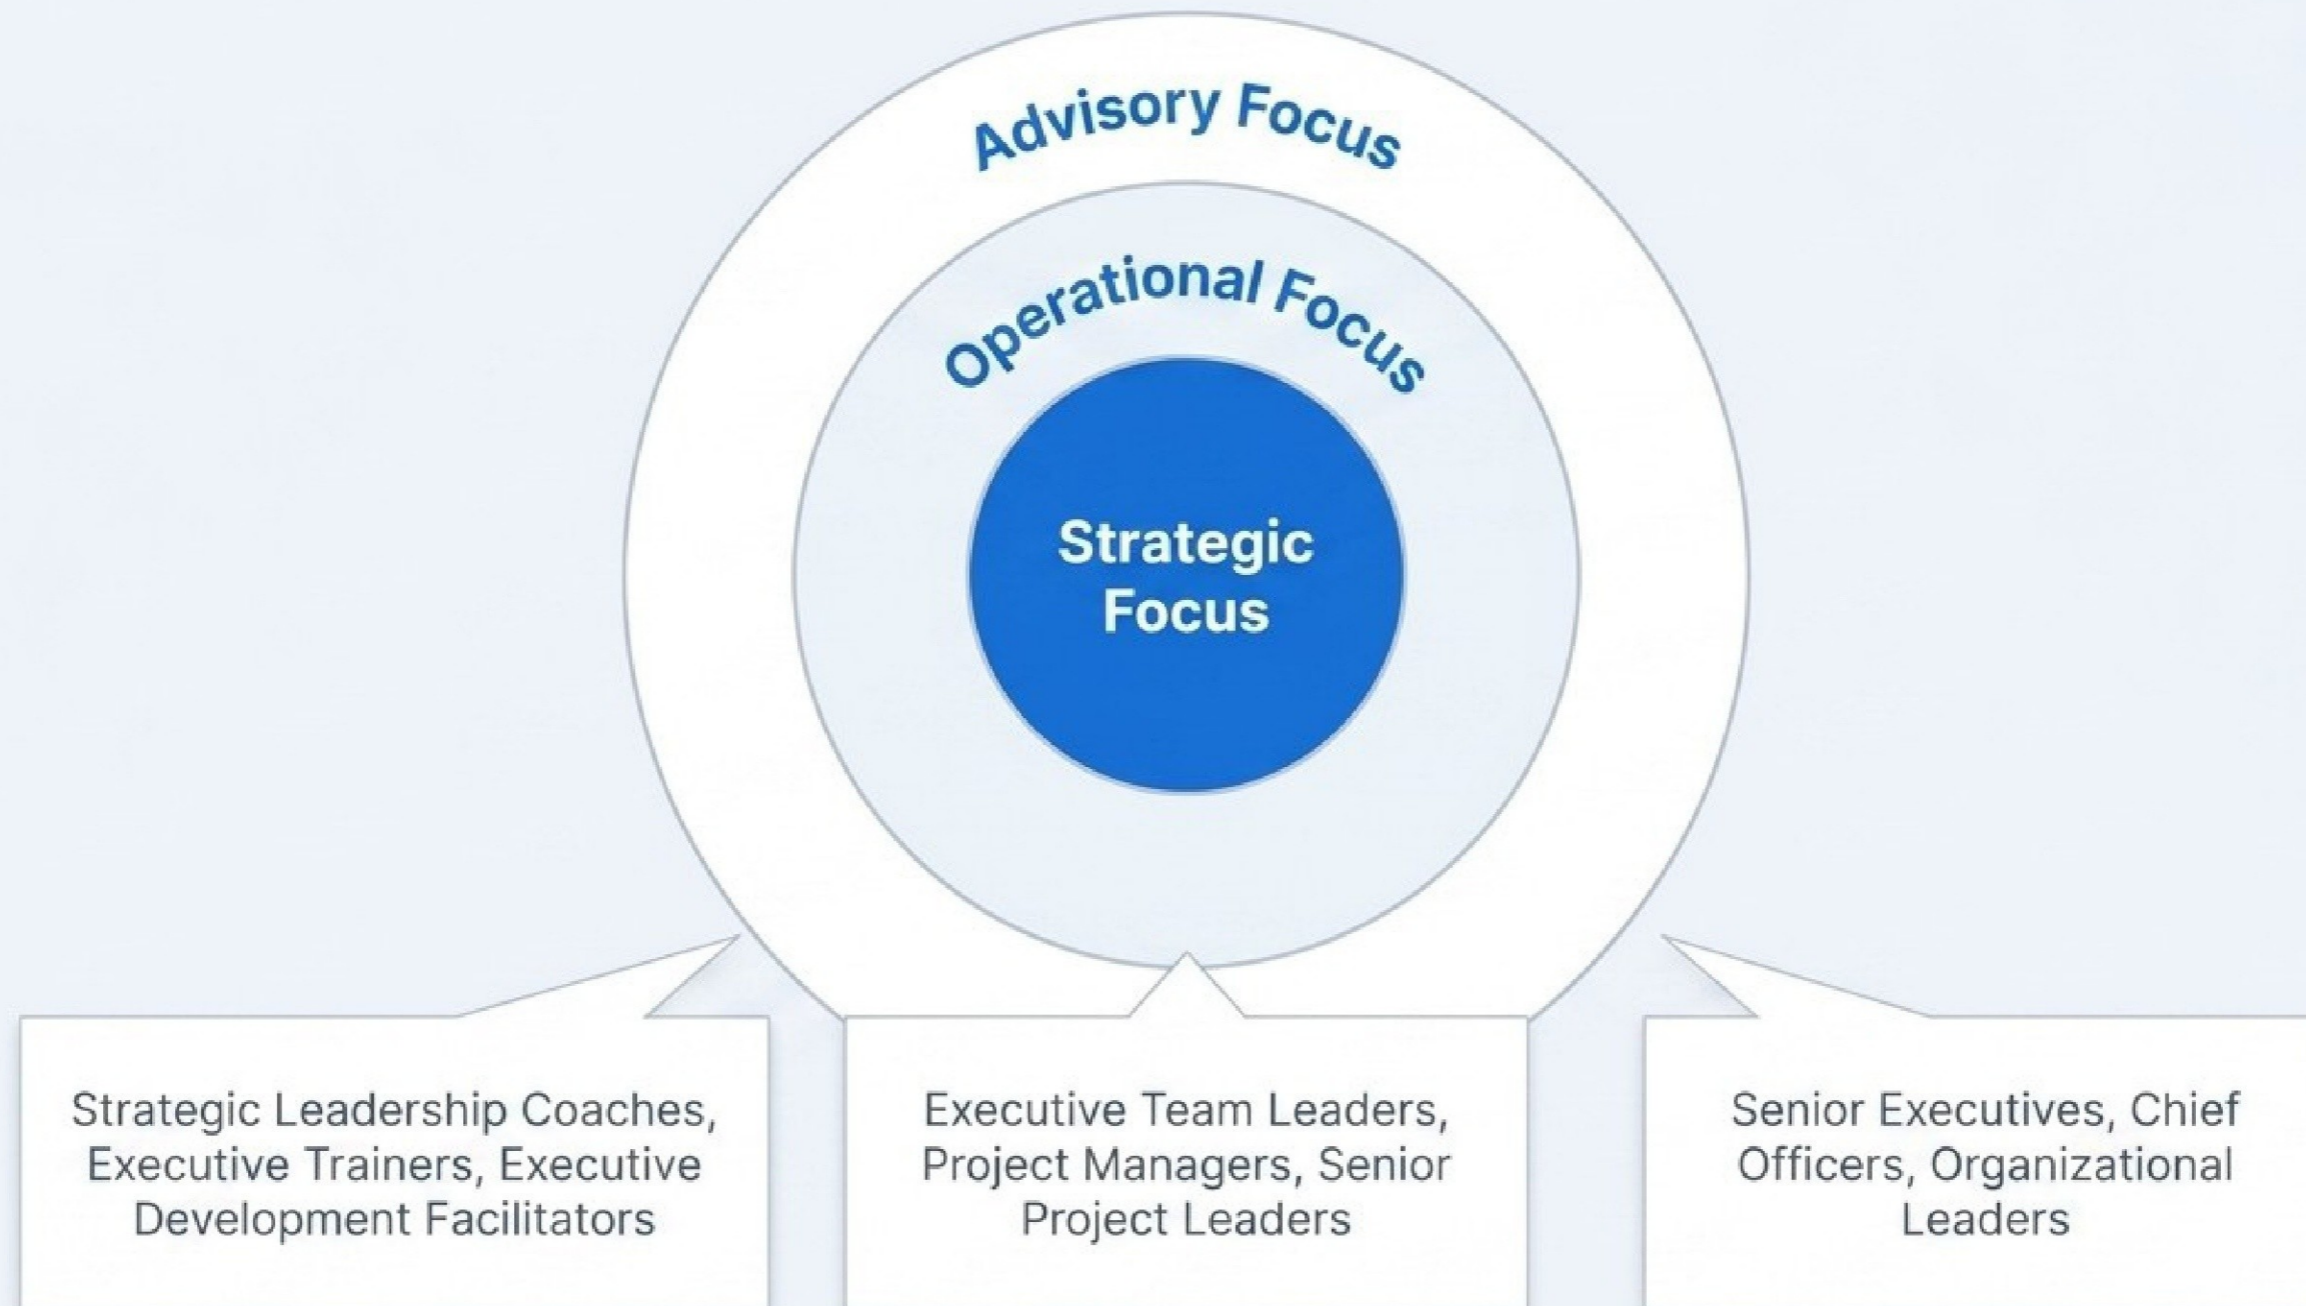 Advisory Focus
Operational Focus
Strategic
Focus
Strategic Leadership Coaches,
Executive Trainers, Executive
Development Facilitators
Executive Team Leaders,
Project Managers, Senior
Project Leaders
Senior Executives, Chief
Officers, Organizational
Leaders